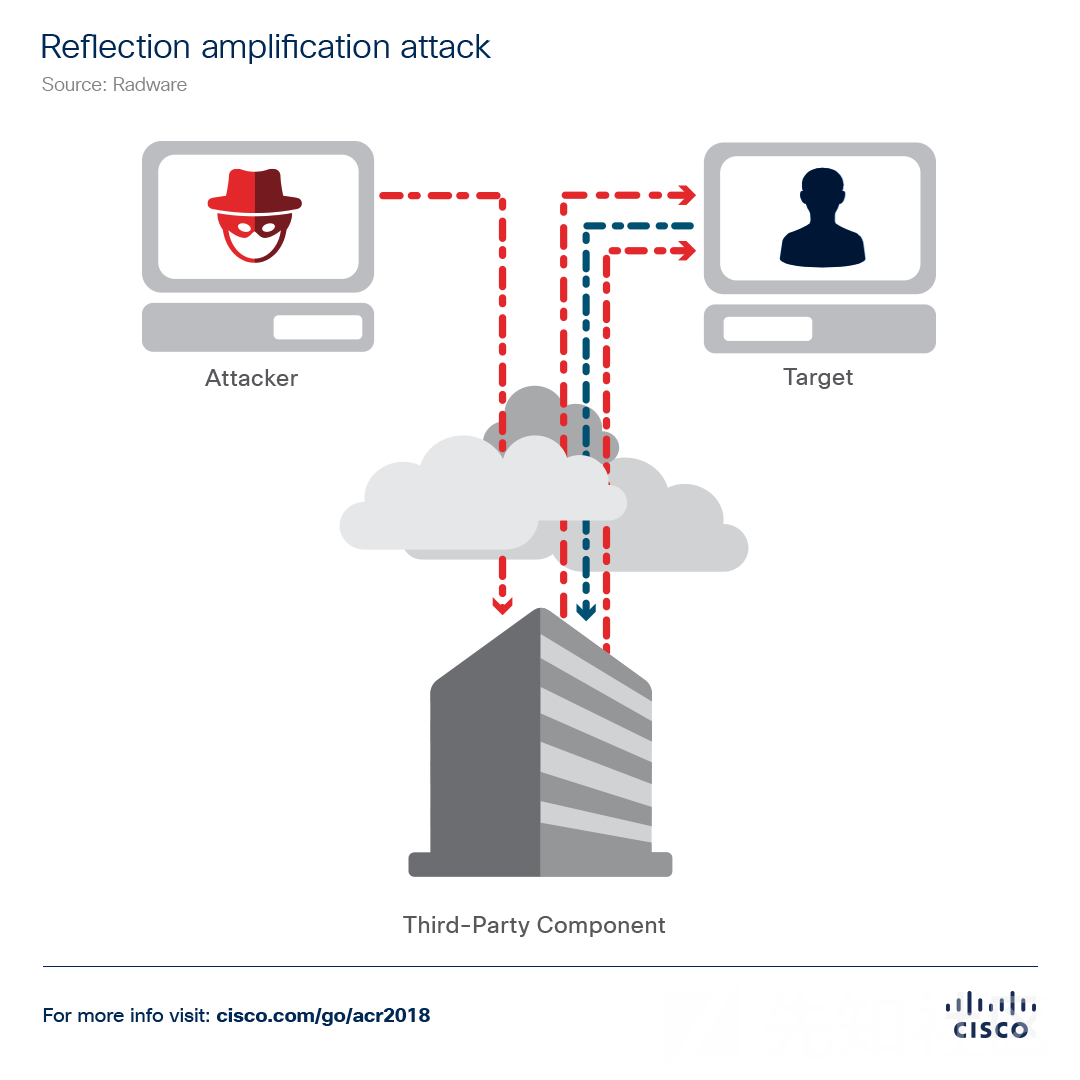 Reflection amplification attack
Source: Radware
Attacker
Target
Third-Party Component
For more info visit: cisco.com/go/acr2018
CISCO